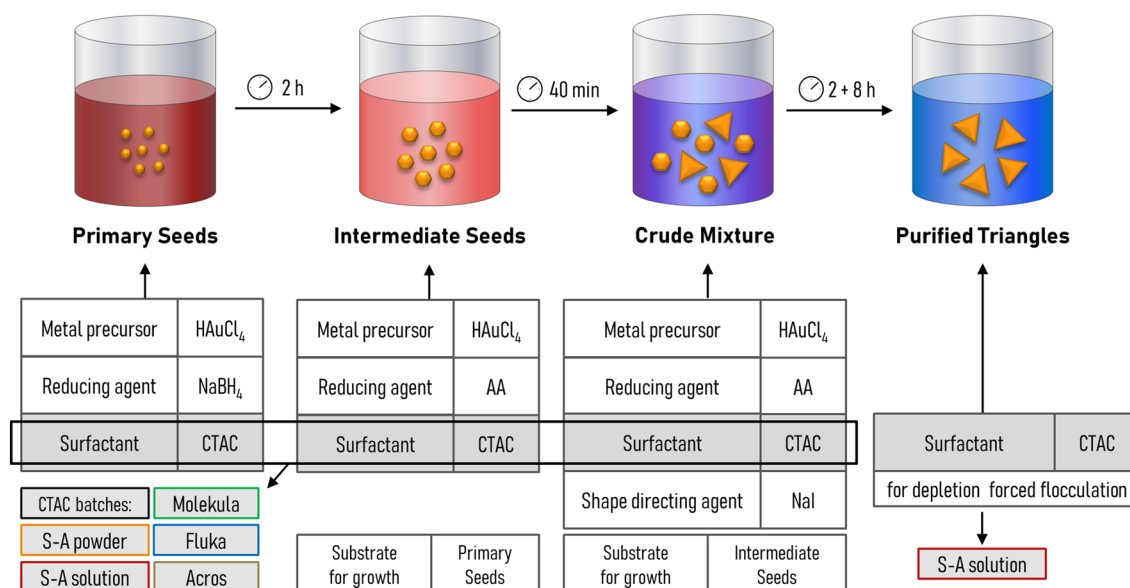 2 h
40 min
2 + 8 h
Primary Seeds
Intermediate Seeds
Crude Mixture
Purified Triangles
Metal precursor HAuCl₄
Reducing agent NaBH₄
Surfactant CTAC
Metal precursor HAuCl₄
Reducing agent AA
Surfactant CTAC
Metal precursor HAuCl₄
Reducing agent AA
Surfactant CTAC
Shape directing agent NaI
Surfactant CTAC
for depletion forced flocculation
S-A solution
CTAC batches: Molekula
S-A powder Fluka
S-A solution Acros
Substrate
for growth
Primary
Seeds
Substrate
for growth
Intermediate
Seeds